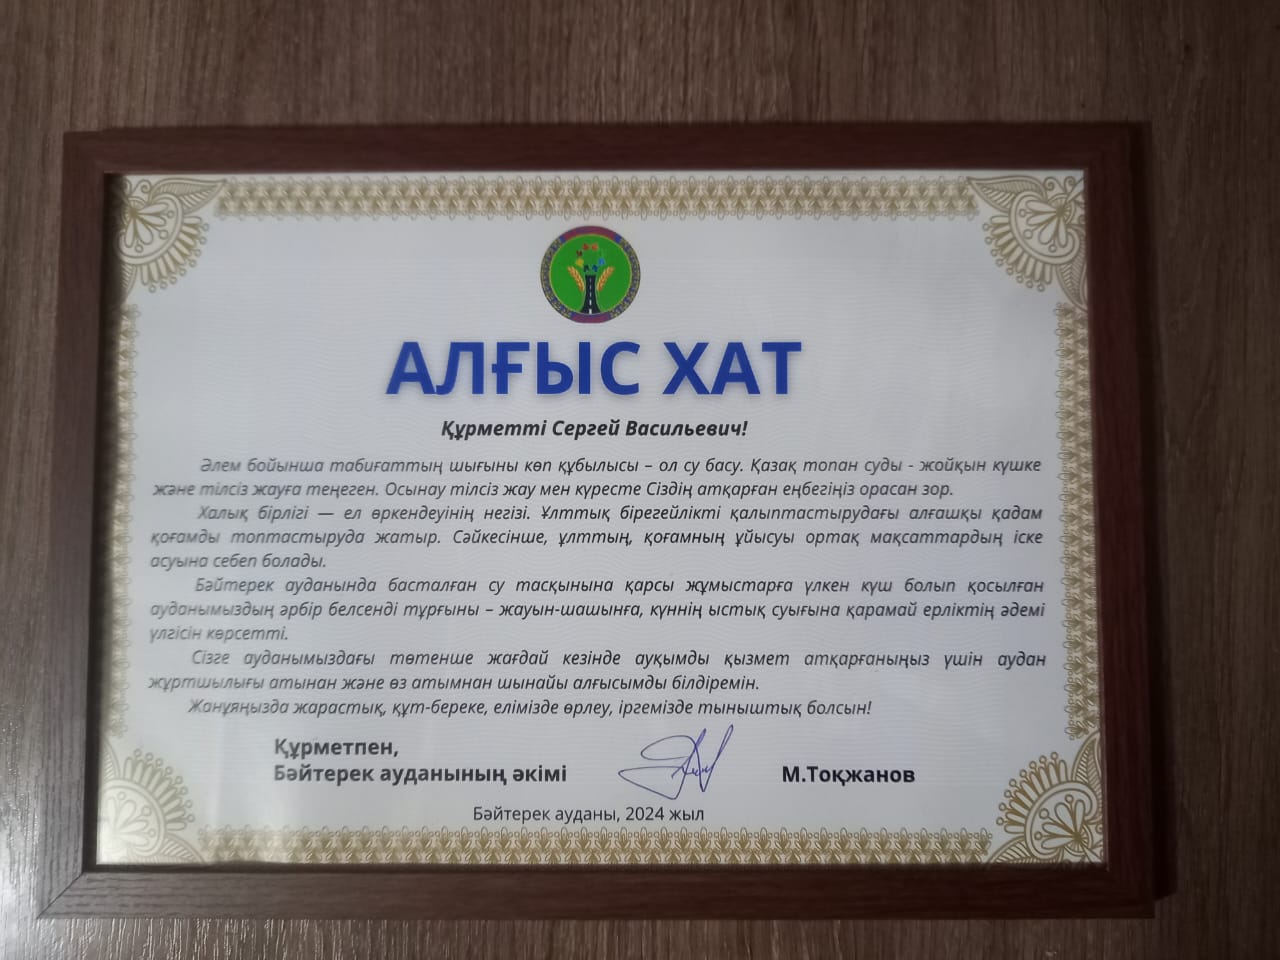 АЛҒЫС ХАТ
Құрметті Сергей Васильевич!
Әлем бойынша табиғаттың шығыны көп құбылысы – ол су басу. Қазақ топан суды - жойқын күшке
және тілсіз жауға теңеген. Осынау тілсіз жау мен күресте Сіздің атқарған еңбегіңіз орасан зор.
Халық бірлігі — ел өркендеуінің негізі. Ұлттық бірегейлікті қалыптастырудағы алғашқы қадам
қоғамды топтастыруда жатыр. Сәйкесінше, ұлттың, қоғамның ұйысуы ортақ мақсаттардың іске
асуына себеп болады.
Бәйтерек ауданында басталған су тасқынына қарсы жұмыстарға үлкен күш болып қосылған
ауданымыздың әрбір белсенді тұрғыны – жауын-шашынға, күннің ыстық суығына қарамай ерліктің әдемі
үлгісін көрсетті.
Сізге ауданымыздағы төтенше жағдай кезінде ауқымды қызмет атқарғаныңыз үшін аудан
жұртшылығы атынан және өз атымнан шынайы алғысымды білдіремін.
Жанұяңызда жарастық, құт-береке, елімізде өрлеу, іргемізде тыныштық болсын!
Құрметпен,
Бәйтерек ауданының әкімі М.Тоқжанов
Бәйтерек ауданы, 2024 жыл